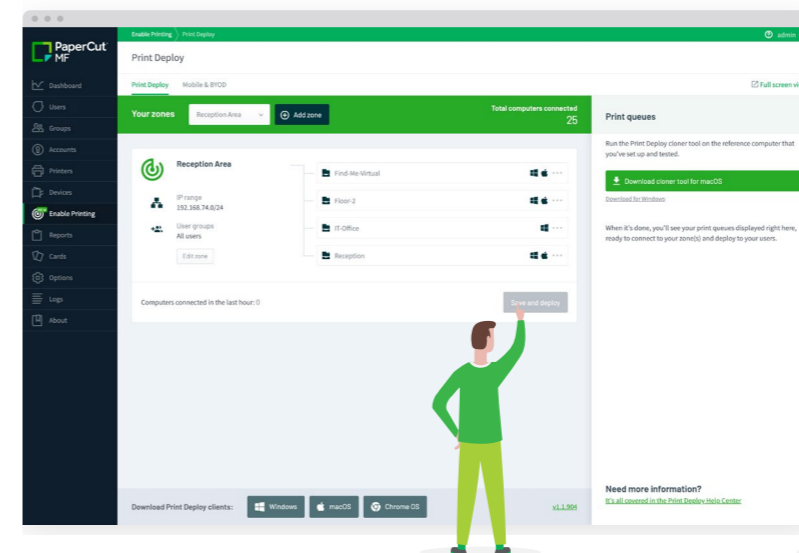 PaperCut
MF
Enable Printing
Print Deploy
admin
Print Deploy
Print Deploy
Mobile & BYOD
Dashboard
Users
Groups
Accounts
Printers
Devices
Enable Printing
Reports
Cards
Options
Logs
About
Your zones
Reception Area
Add zone
Total computers connected
25
Reception Area
IP range
192.168.74.0/24
User groups
All users
Edit zone
Find-Me-Virtual
Floor-2
IT-Office
Reception
Computers connected in the last hour: 0
Save and deploy
Download Print Deploy clients:
Windows
macOS
Chrome OS
v1.1.904
Full screen vi
Print queues
Run the Print Deploy cloner tool on the reference computer that
you've set up and tested.
Download cloner tool for macOS
Download for Windows
When it's done, you'll see your print queues displayed right here,
ready to connect to your zone(s) and deploy to your users.
Need more information?
It's all covered in the Print Deploy Help Center